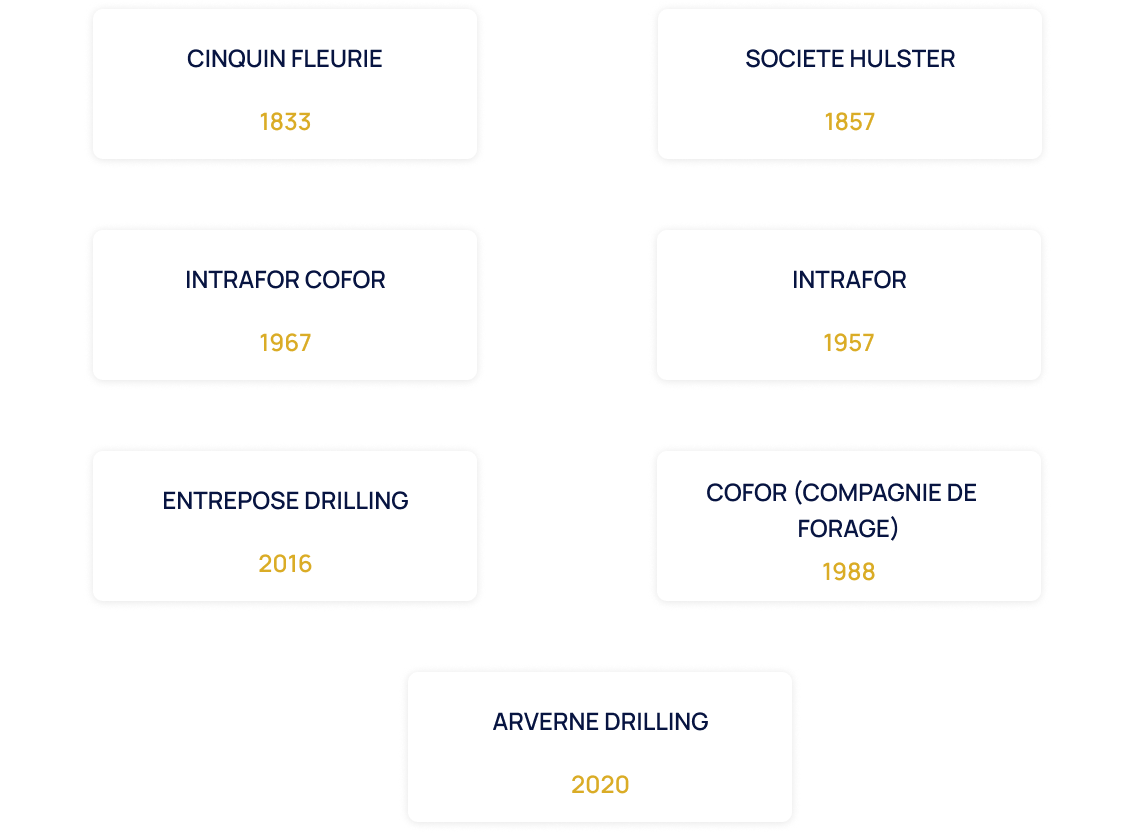 CINQUIN FLEURIE
1833
SOCIETE HULSTER
1857
INTRAFOR COFOR
1967
INTRAFOR
1957
ENTREPOSE DRILLING
2016
COFOR (COMPAGNIE DE
FORAGE)
1988
ARVERNE DRILLING
2020